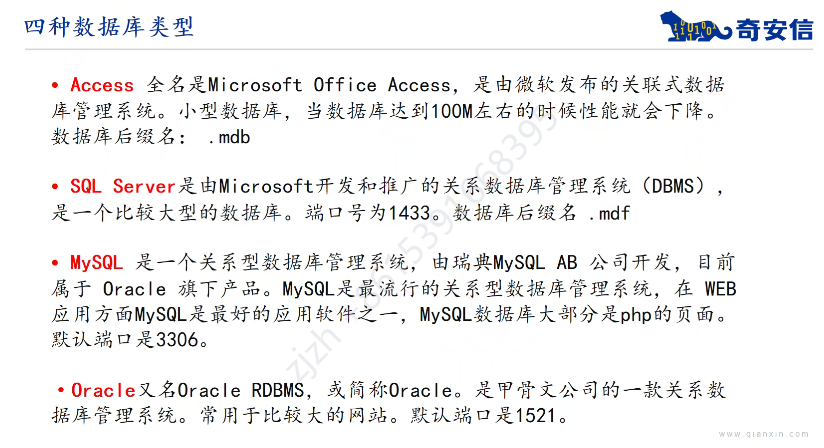 四种数据库类型
奇安信
• Access 全名是Microsoft Office Access，是由微软发布的关联式数据
库管理系统。小型数据库，当数据库达到100M左右的时候性能就会下降。
数据库后缀名： .mdb
• SQL Server是由Microsoft开发和推广的关系数据库管理系统（DBMS），
是一个比较大型的数据库。端口号为1433。数据库后缀名 .mdf
• MySQL 是一个关系型数据库管理系统，由瑞典MySQL AB 公司开发，目前
属于 Oracle 旗下产品。MySQL是最流行的关系型数据库管理系统，在 WEB
应用方面MySQL是最好的应用软件之一，MySQL数据库大部分是php的页面。
默认端口是3306。
•Oracle又名Oracle RDBMS，或简称Oracle。是甲骨文公司的一款关系数
据库管理系统。常用于比较大的网站。默认端口是1521。
www.qianxin.com